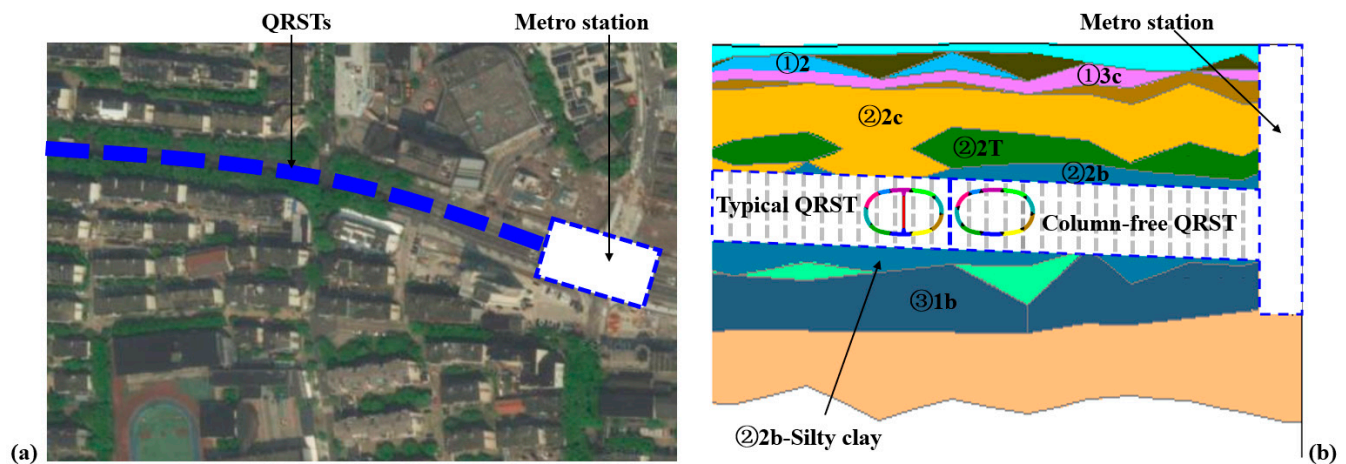 QRSTs
Metro station
(a)
Metro station
①2
①3c
②2c
②2T
②2b
Typical QRST
Column-free QRST
③1b
②2b-Silty clay
(b)